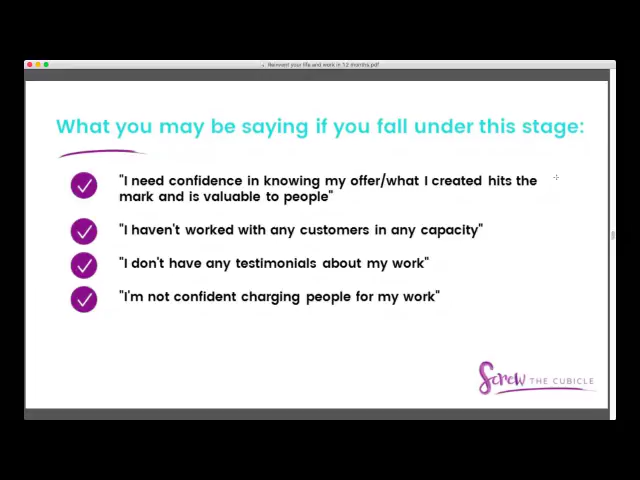 Reinvent your life and work in 12 months.pdf
What you may be saying if you fall under this stage:
"I need confidence in knowing my offer/what I created hits the
mark and is valuable to people"
"I haven't worked with any customers in any capacity"
"I don't have any testimonials about my work"
"I'm not confident charging people for my work"
Screw THE CUBICLE